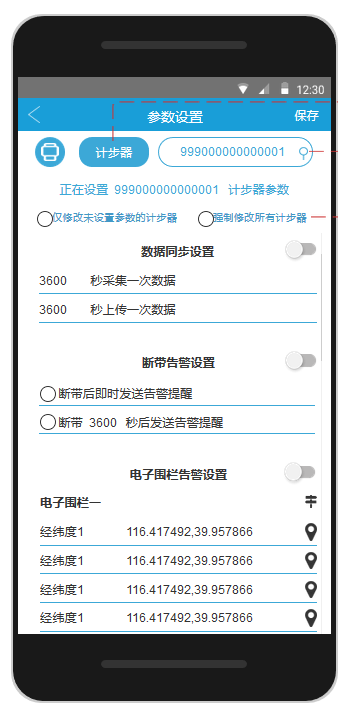 12:30
参数设置 保存
计步器 999000000000001
正在设置 999000000000001 计步器参数
仅修改未设置参数的计步器 强制修改所有计步器
数据同步设置
3600 秒采集一次数据
3600 秒上传一次数据
断带告警设置
断带后即时发送告警提醒
断带 3600 秒后发送告警提醒
电子围栏告警设置
电子围栏一
经纬度1 116.417492,39.957866
经纬度1 116.417492,39.957866
经纬度1 116.417492,39.957866
经纬度1 116.417492,39.957866